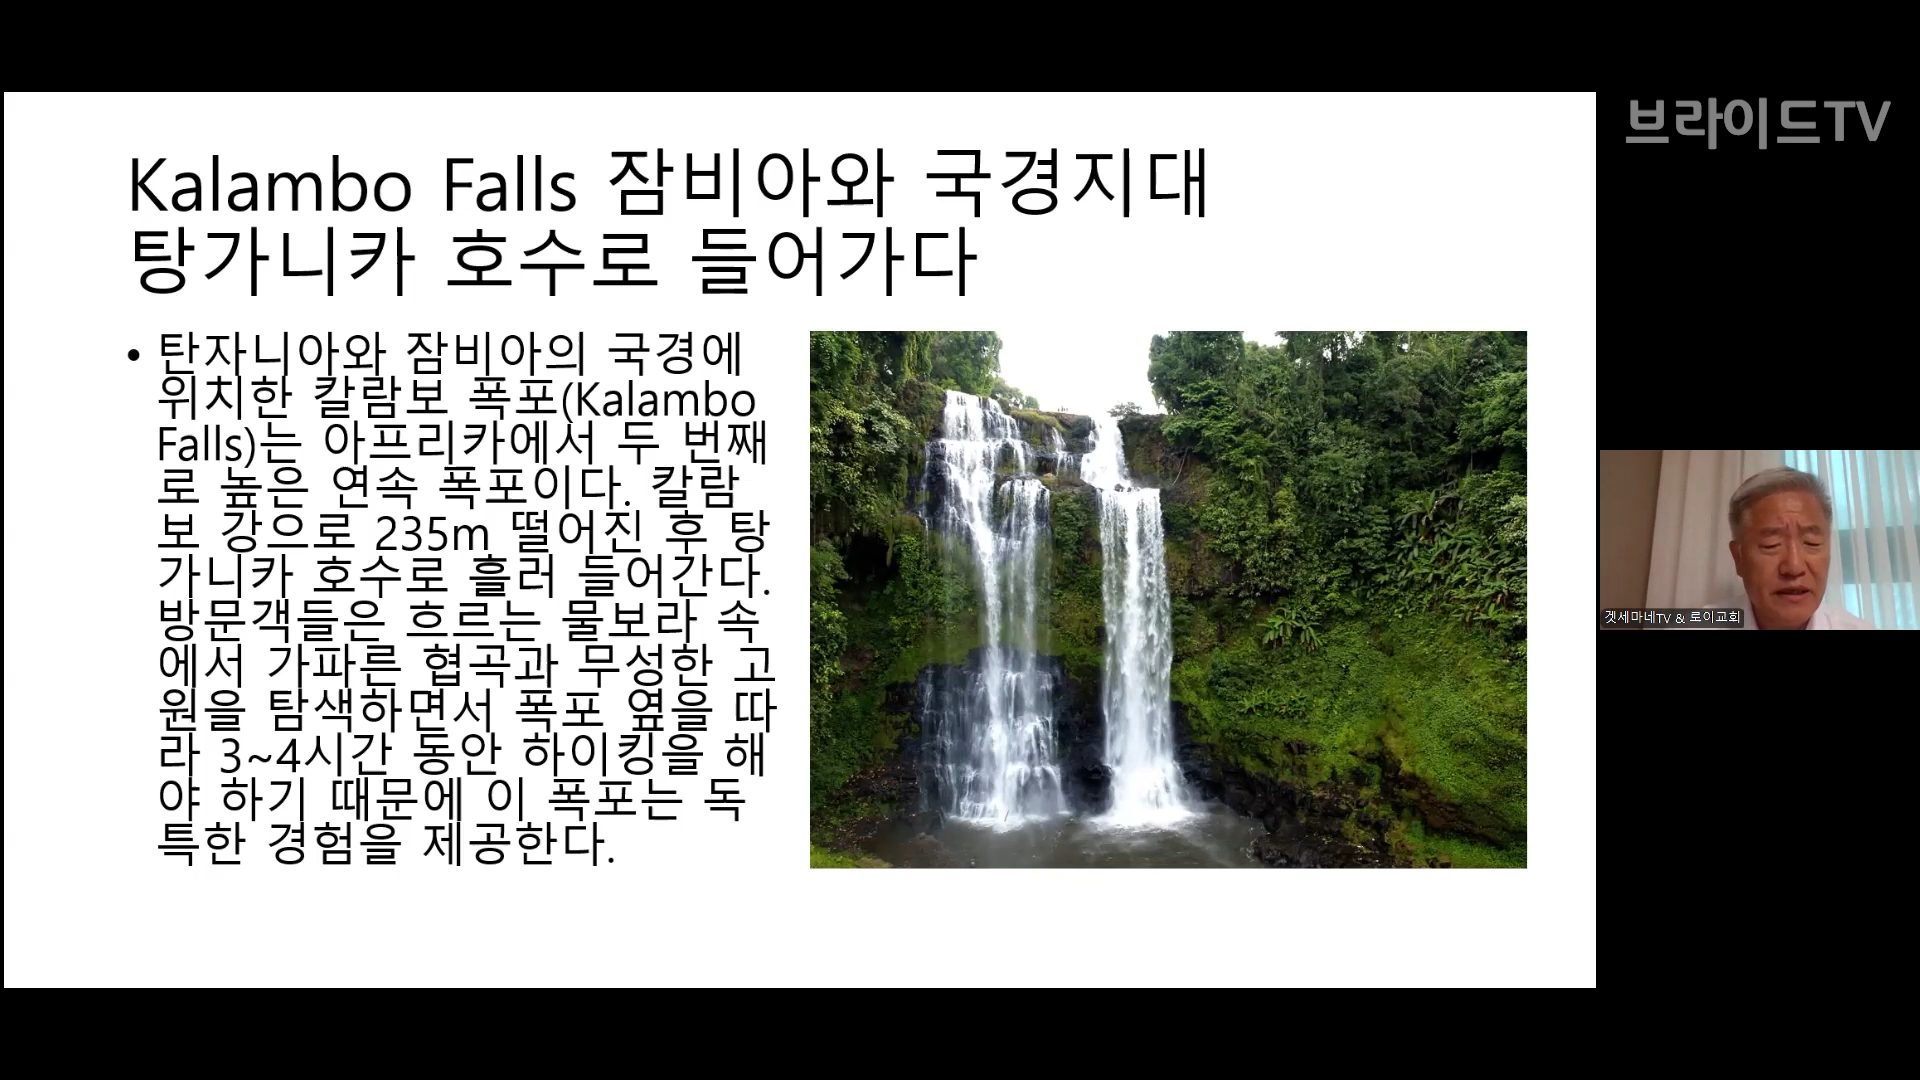 브라이드TV
Kalambo Falls 잠비아와 국경지대
탕가니카 호수로 들어가다
• 탄자니아와 잠비아의 국경에
위치한 칼람보 폭포(Kalambo
Falls)는 아프리카에서 두 번째
로 높은 연속 폭포이다. 칼람
보 강으로 235m 떨어진 후 탕
가니카 호수로 흘러 들어간다.
방문객들은 흐르는 물보라 속
에서 가파른 협곡과 무성한 고
원을 탐색하면서 폭포 옆을 따
라 3~4시간 동안 하이킹을 해
야 하기 때문에 이 폭포는 독
특한 경험을 제공한다.
겟세마네TV & 로이교회